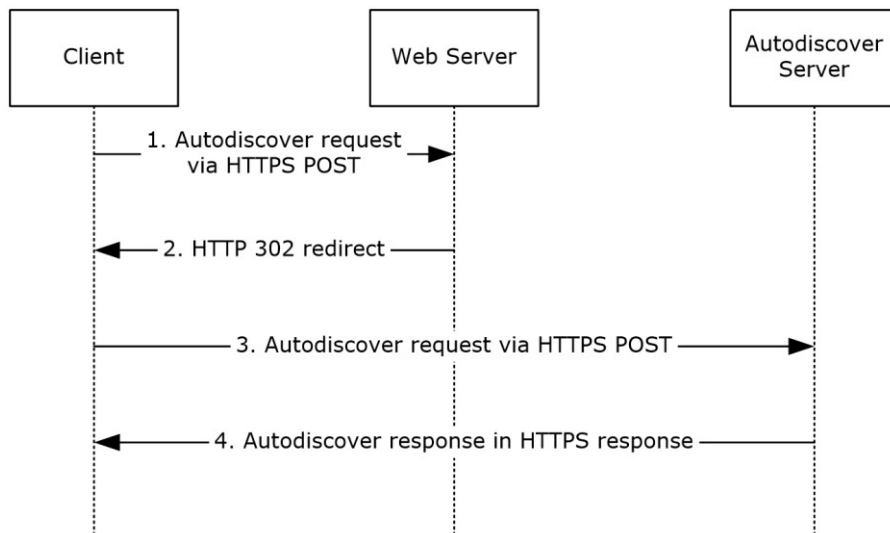 Client
Web Server
Autodiscover
Server
1. Autodiscover request
via HTTPS POST
2. HTTP 302 redirect
3. Autodiscover request via HTTPS POST
4. Autodiscover response in HTTPS response